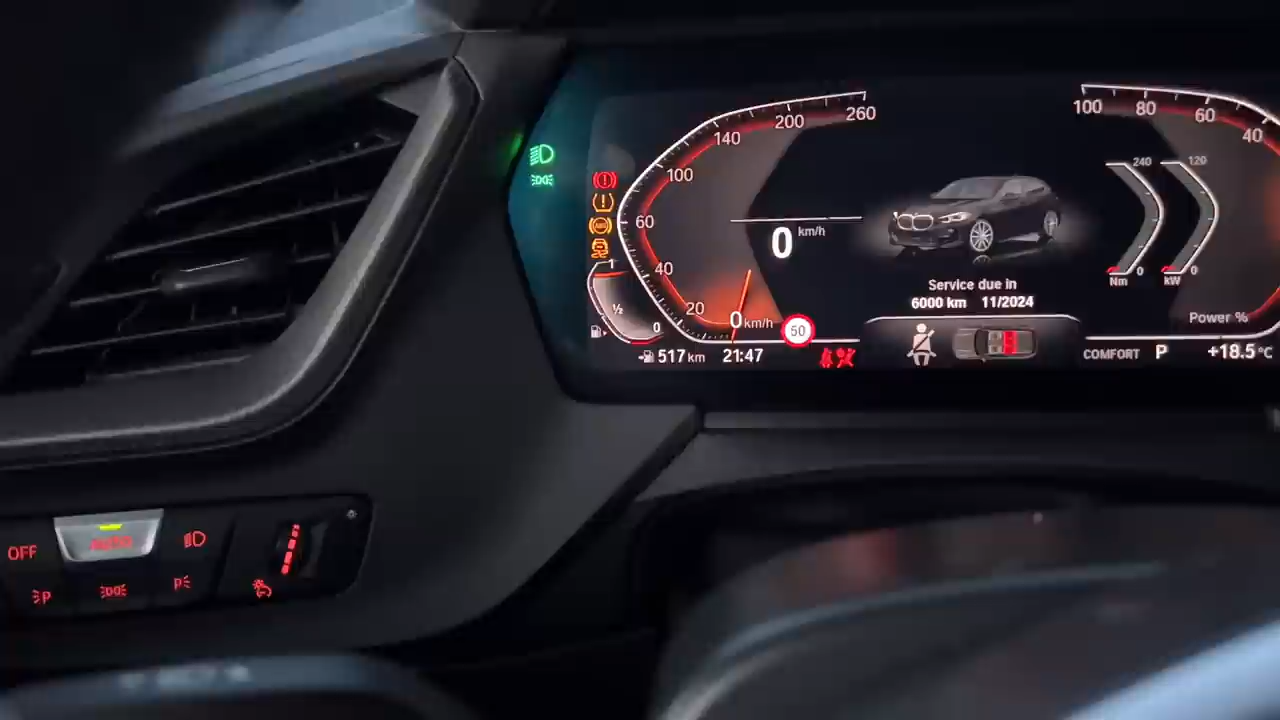 140
200
260
100
60
40
20
0 km/h
0 km/h
Service due in
6000 km 11/2024
100
80
60
40
240
120
0
0
Nm
kW
Power %
1
½
0
ABS
50
517 km
21:47
COMFORT
P
+18.5 °C
OFF
AUTO
P
P